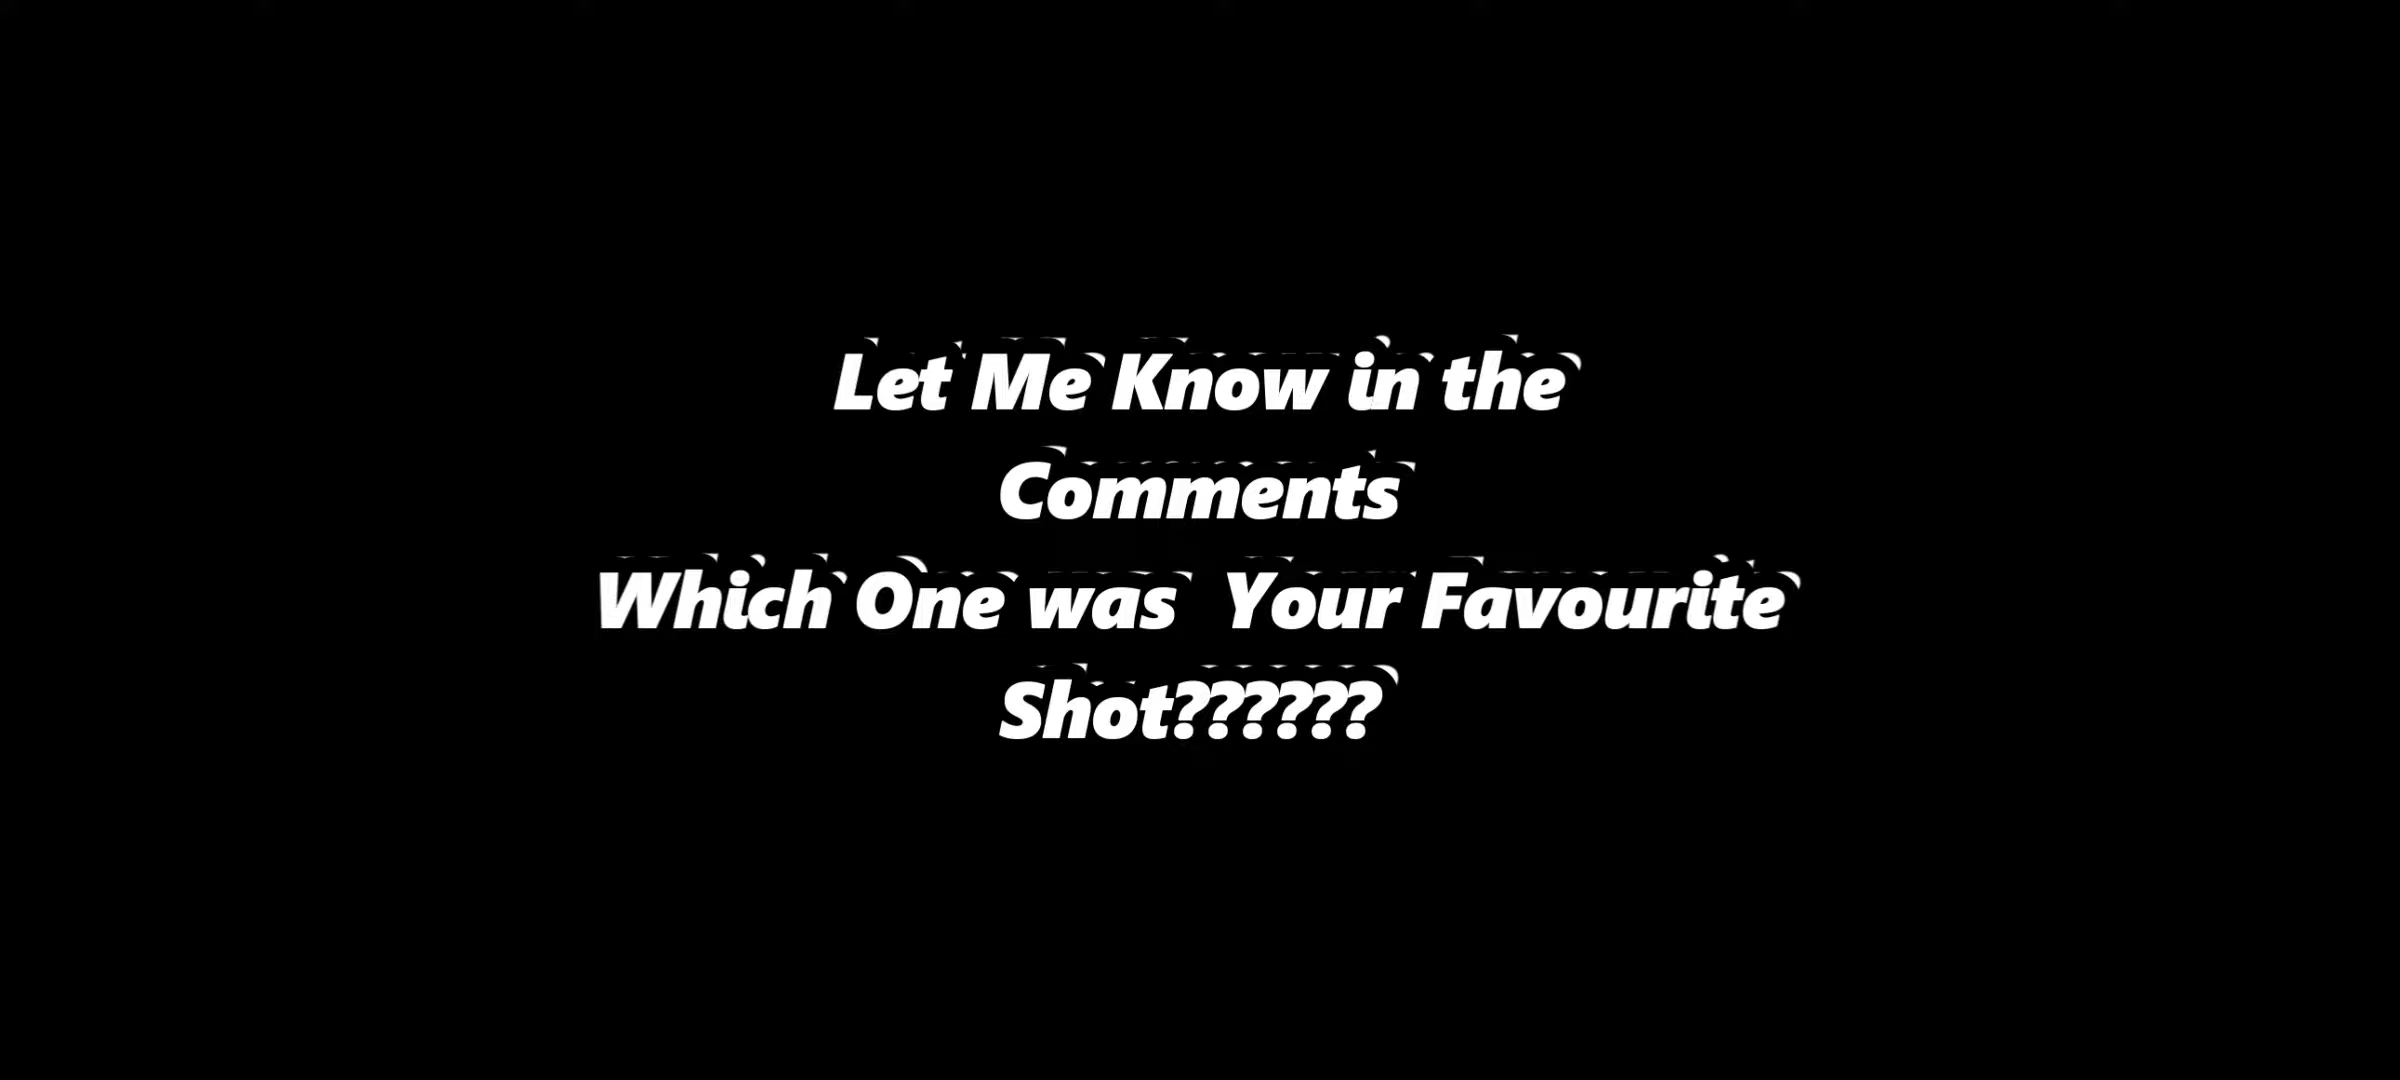 Let Me Know in the
Comments
Which One was  Your Favourite
Shot??????